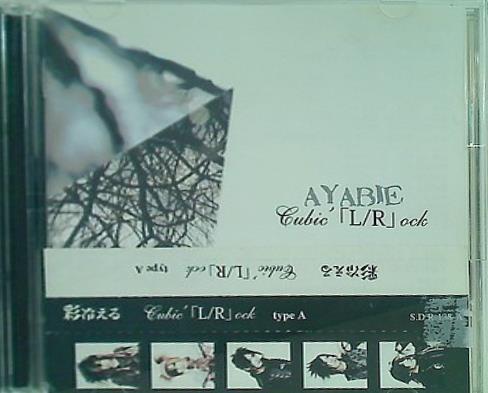 AYABIE
Cubic'「L/R」ock
彩冷える Cubic'「L/R」ock type A
彩冷える Cubic'「L/R」ock type A